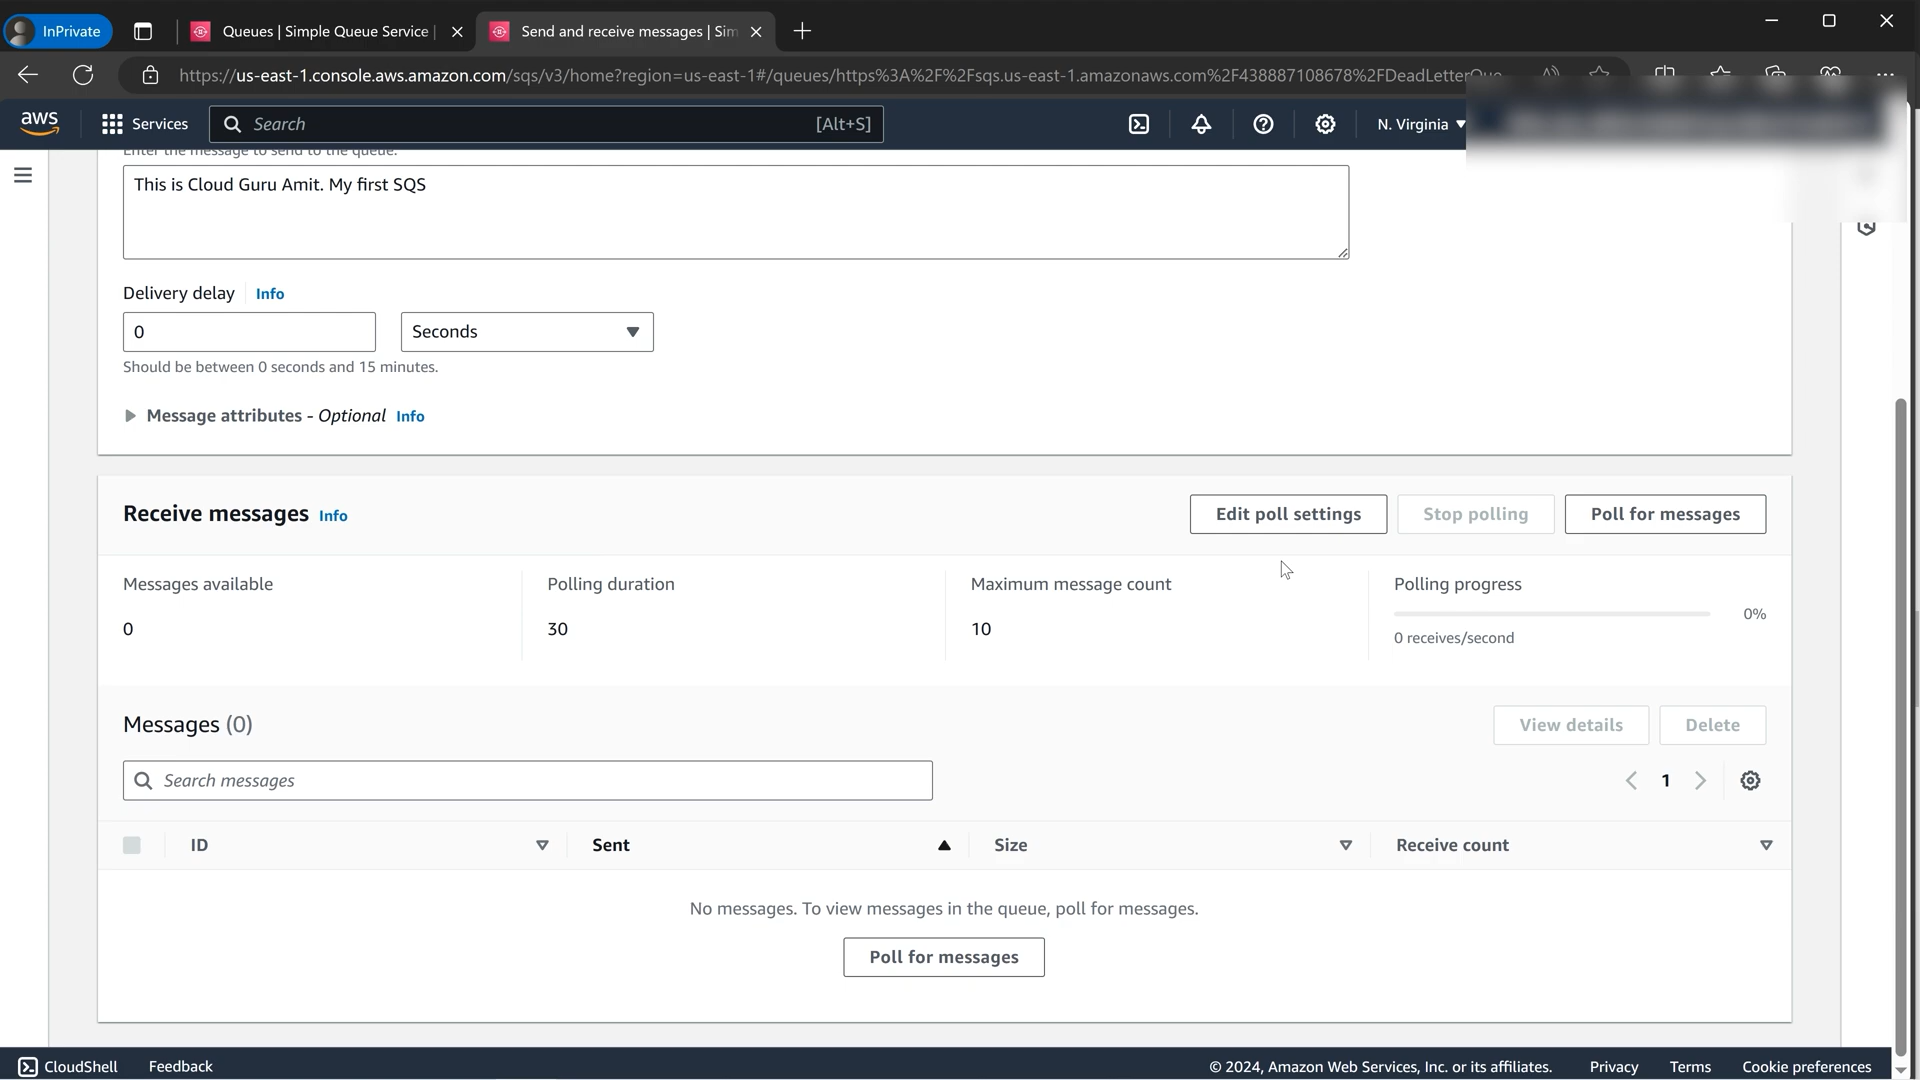 InPrivate
Queues | Simple Queue Service |
Send and receive messages | Sim
https://us-east-1.console.aws.amazon.com/sqs/v3/home?region=us-east-1#/queues/https%3A%2F%2Fsqs.us-east-1.amazonaws.com%2F438887108678%2FDeadLetterQue
aws
Services
Search
[Alt+S]
N. Virginia
Enter the message to send to the queue.
This is Cloud Guru Amit. My first SQS
Delivery delay Info
0
Seconds
Should be between 0 seconds and 15 minutes.
Message attributes - Optional Info
Receive messages Info
Edit poll settings
Stop polling
Poll for messages
Messages available
0
Polling duration
30
Maximum message count
10
Polling progress
0%
0 receives/second
Messages (0)
View details
Delete
Search messages
1
ID
Sent
Size
Receive count
No messages. To view messages in the queue, poll for messages.
Poll for messages
CloudShell
Feedback
© 2024, Amazon Web Services, Inc. or its affiliates.
Privacy
Terms
Cookie preferences